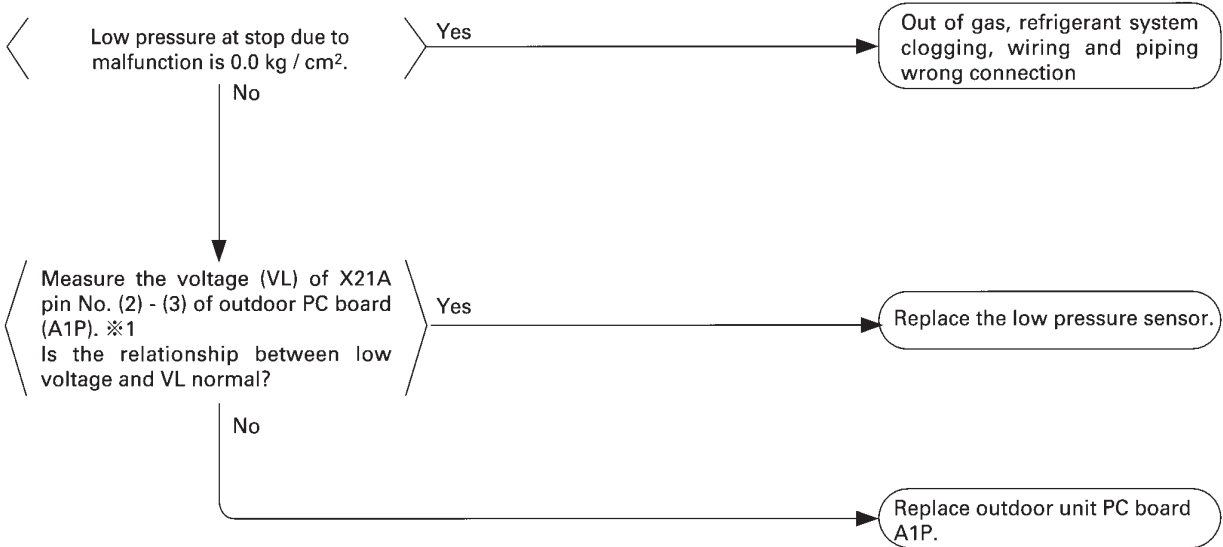 Low pressure at stop due to
malfunction is 0.0 kg / cm².
Yes
Out of gas, refrigerant system
clogging, wiring and piping
wrong connection
No
Measure the voltage (VL) of X21A
pin No. (2) - (3) of outdoor PC board
(A1P). ※1
Is the relationship between low
voltage and VL normal?
Yes
Replace the low pressure sensor.
No
Replace outdoor unit PC board
A1P.